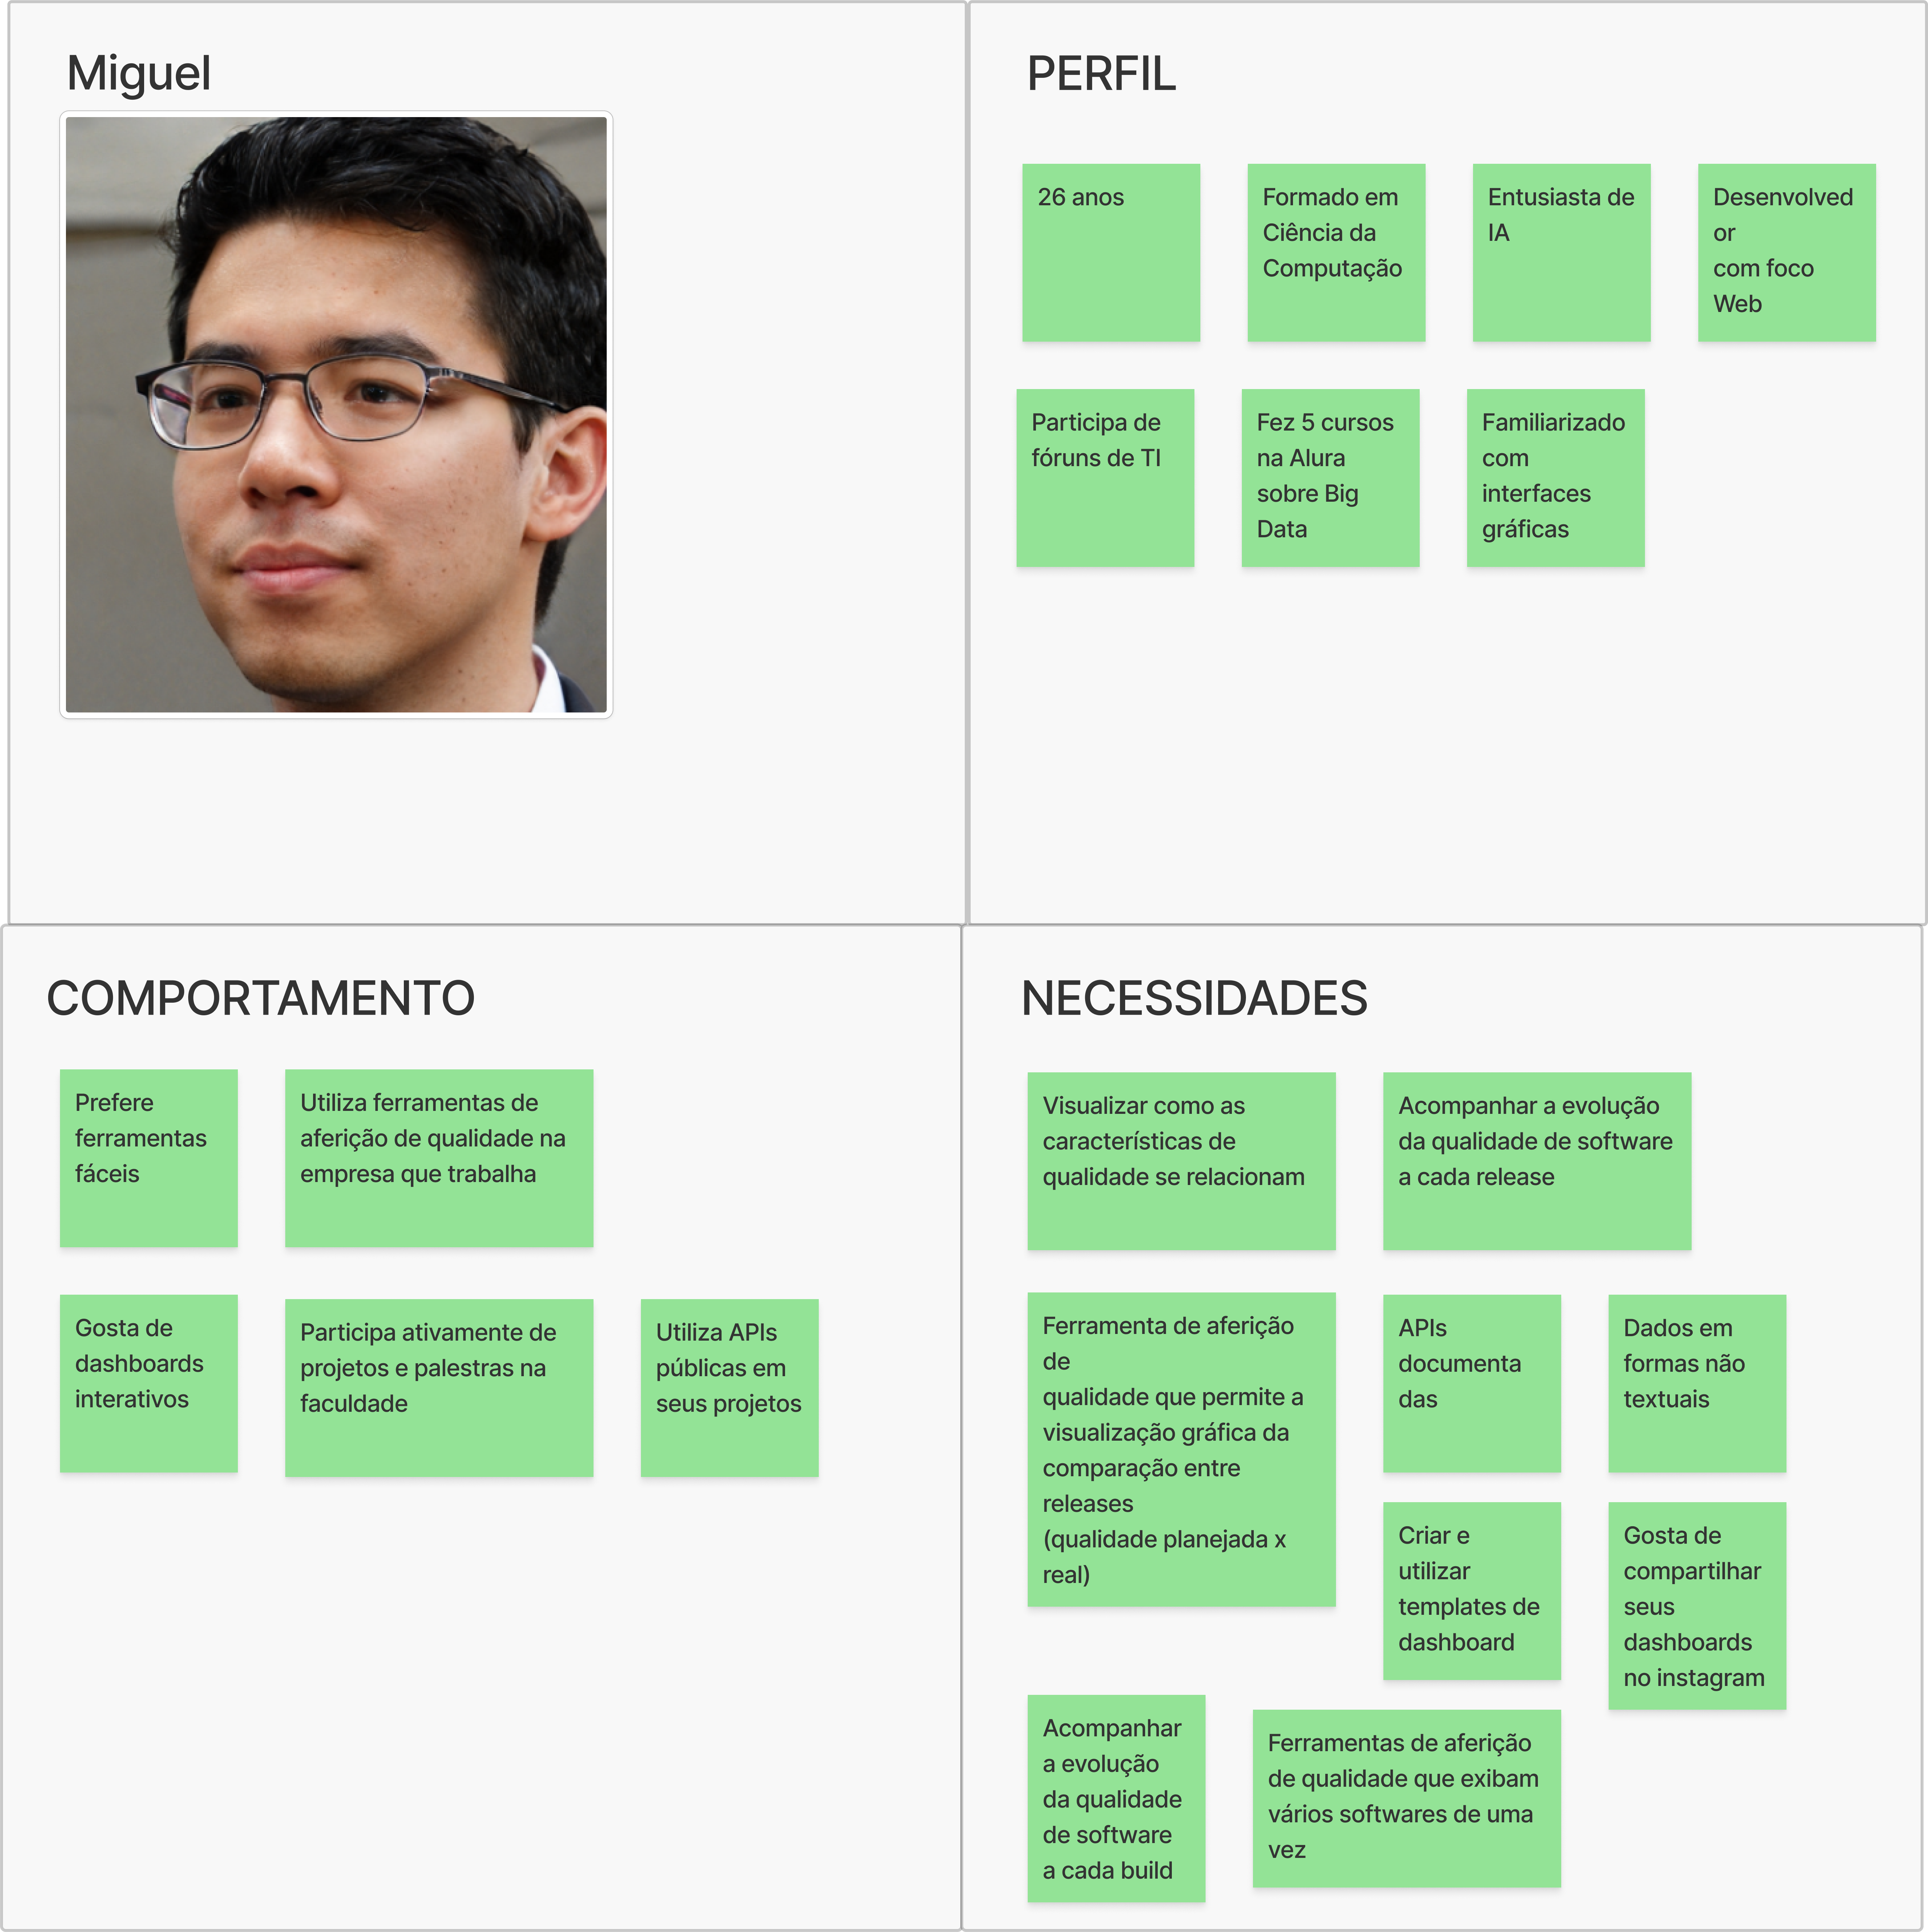 Miguel
PERFIL
26 anos
Formado em
Ciência da
Computação
Entusiasta de
IA
Desenvolved
or
com foco
Web
Participa de
fóruns de TI
Fez 5 cursos
na Alura
sobre Big
Data
Familiarizado
com
interfaces
gráficas
COMPORTAMENTO
Prefere
ferramentas
fáceis
Utiliza ferramentas de
aferição de qualidade na
empresa que trabalha
Gosta de
dashboards
interativos
Participa ativamente de
projetos e palestras na
faculdade
Utiliza APIs
públicas em
seus projetos
NECESSIDADES
Visualizar como as
características de
qualidade se relacionam
Acompanhar a evolução
da qualidade de software
a cada release
Ferramenta de aferição
de
qualidade que permite a
visualização gráfica da
comparação entre
releases
(qualidade planejada x
real)
APIs
documenta
das
Dados em
formas não
textuais
Criar e
utilizar
templates de
dashboard
Gosta de
compartilhar
seus
dashboards
no instagram
Acompanhar
a evolução
da qualidade
de software
a cada build
Ferramentas de aferição
de qualidade que exibam
vários softwares de uma
vez